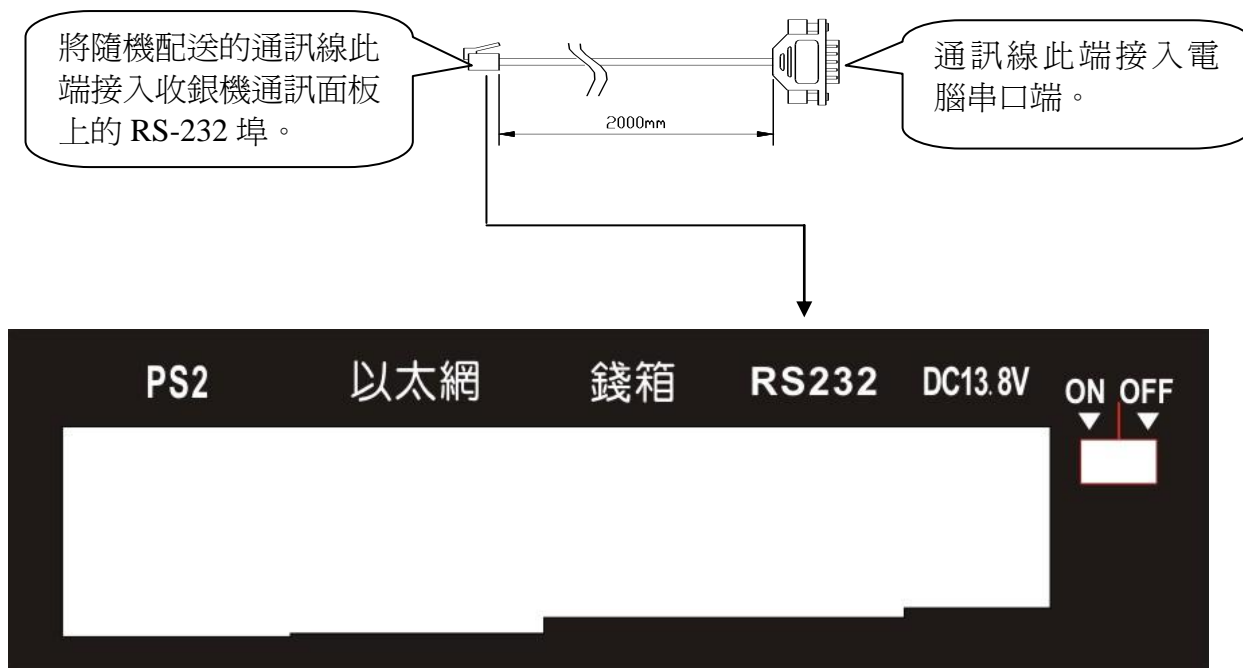 將隨機配送的通訊線此
端接入收銀機通訊面板
上的 RS-232 埠。
通訊線此端接入電
腦串口端。
2000mm
PS2 以太網 錢箱 RS232 DC13.8V ON OFF